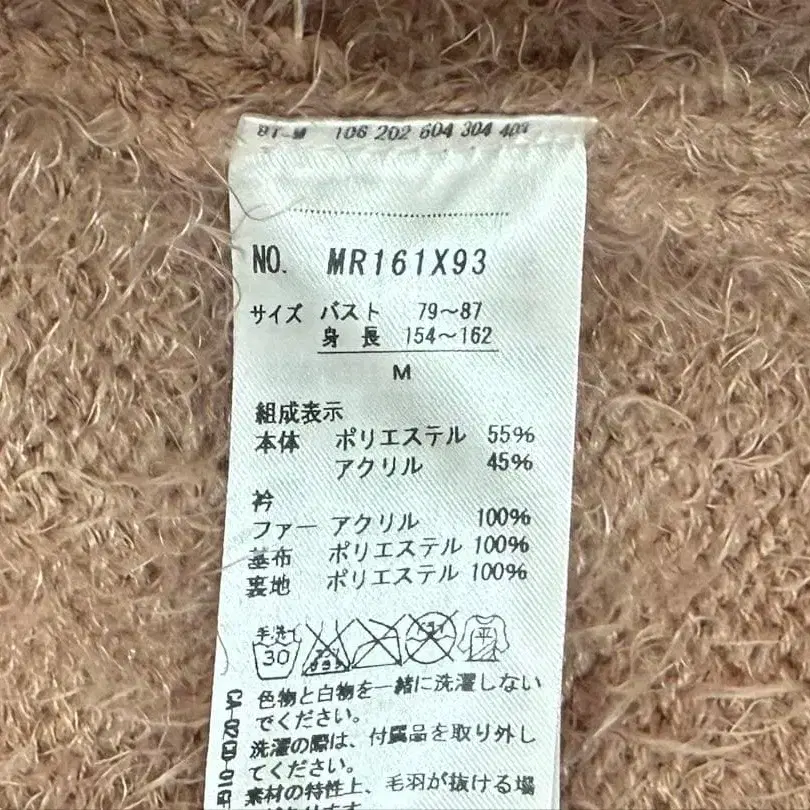 106 202 604 304 403
NO. MR161X93
サイズ バスト 79〜87
身長 154〜162
M
組成表示
本体 ポリエステル 55%
アクリル 45%
衿
ファー アクリル 100%
基布 ポリエステル 100%
裏地 ポリエステル 100%
手洗イ 30 平
色物と白物を一緒に洗濯しない
でください。
洗濯の際は、付属品を取り外し
てください。
素材の特性上、毛羽が抜ける場